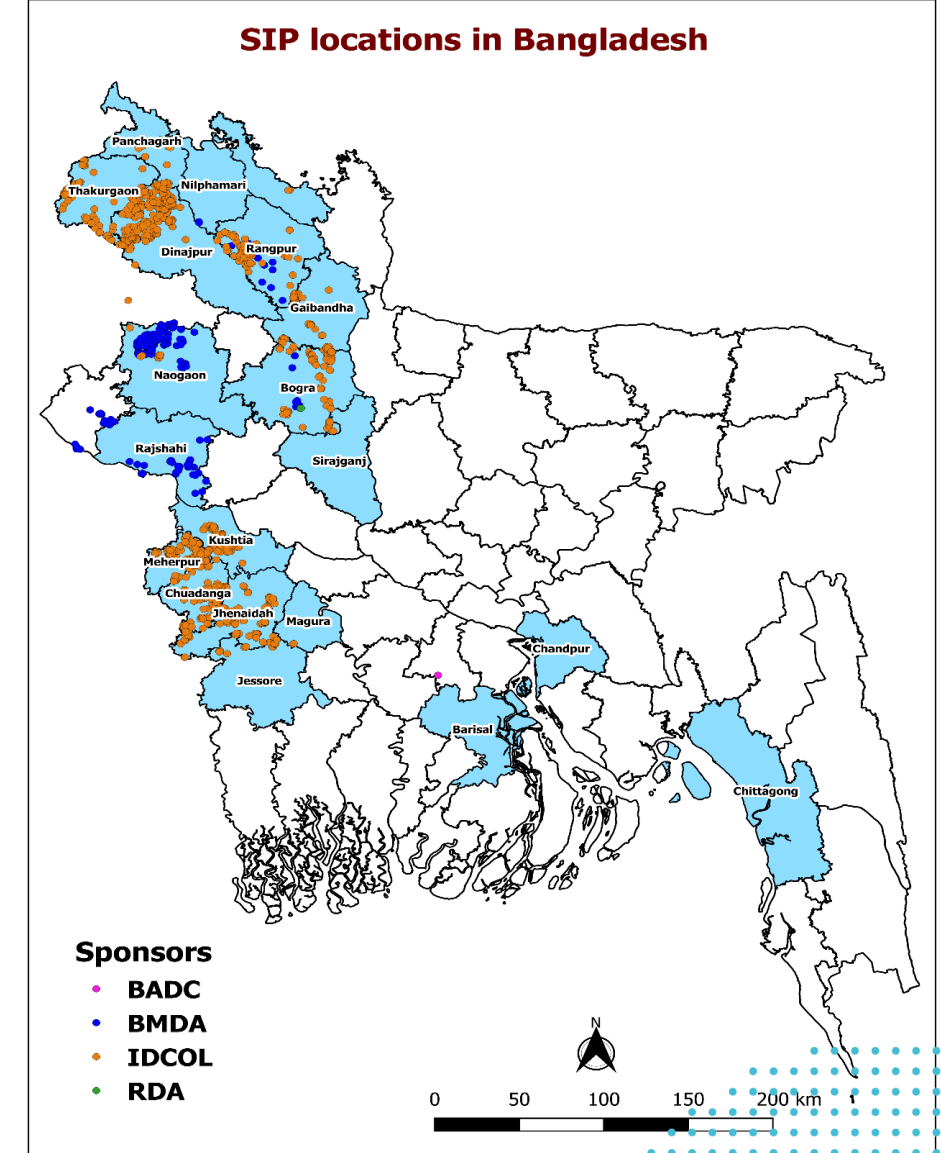 SIP locations in Bangladesh
Panchagarh
Thakurgaon
Nilphamari
Dinajpur
Rangpur
Gaibandha
Naogaon
Bogra
Rajshahi
Sirajganj
Kushtia
Meherpur
Chuadanga
Jhenaidah
Magura
Chandpur
Jessore
Barisal
Chittagong
Sponsors
BADC
BMDA
IDCOL
RDA
N
0 50 100 150 200 km